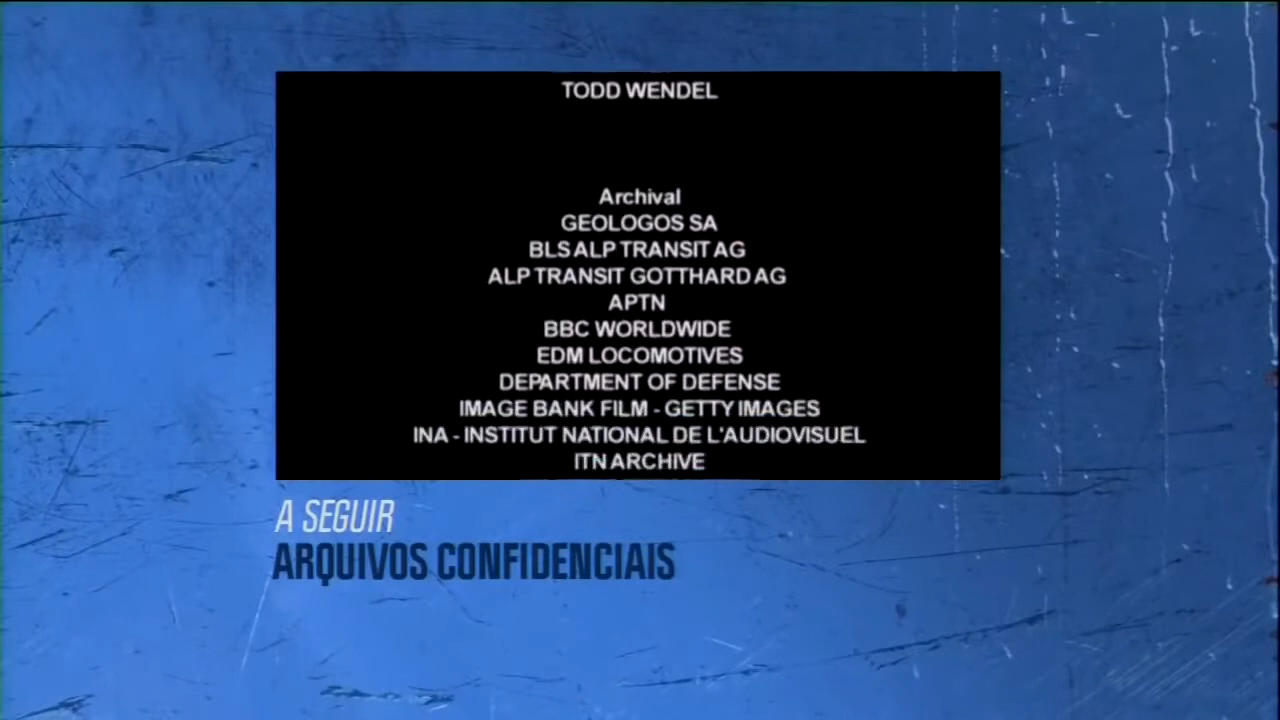 TODD WENDEL
Archival
GEOLOGOS SA
BLS ALP TRANSIT AG
ALP TRANSIT GOTTHARD AG
APTN
BBC WORLDWIDE
EDM LOCOMOTIVES
DEPARTMENT OF DEFENSE
IMAGE BANK FILM - GETTY IMAGES
INA - INSTITUT NATIONAL DE L'AUDIOVISUEL
ITN ARCHIVE
A SEGUIR
ARQUIVOS CONFIDENCIAIS